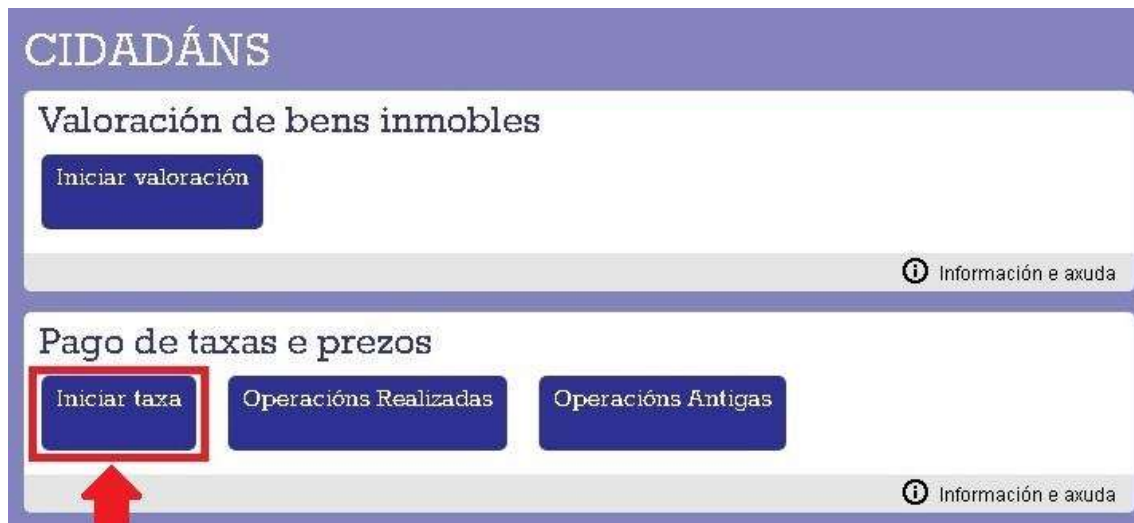 CIDADÁNS
Valoración de bens inmobles
Iniciar valoración
Información e axuda
Pago de taxas e prezos
Iniciar taxa
Operacións Realizadas
Operacións Antigas
Información e axuda